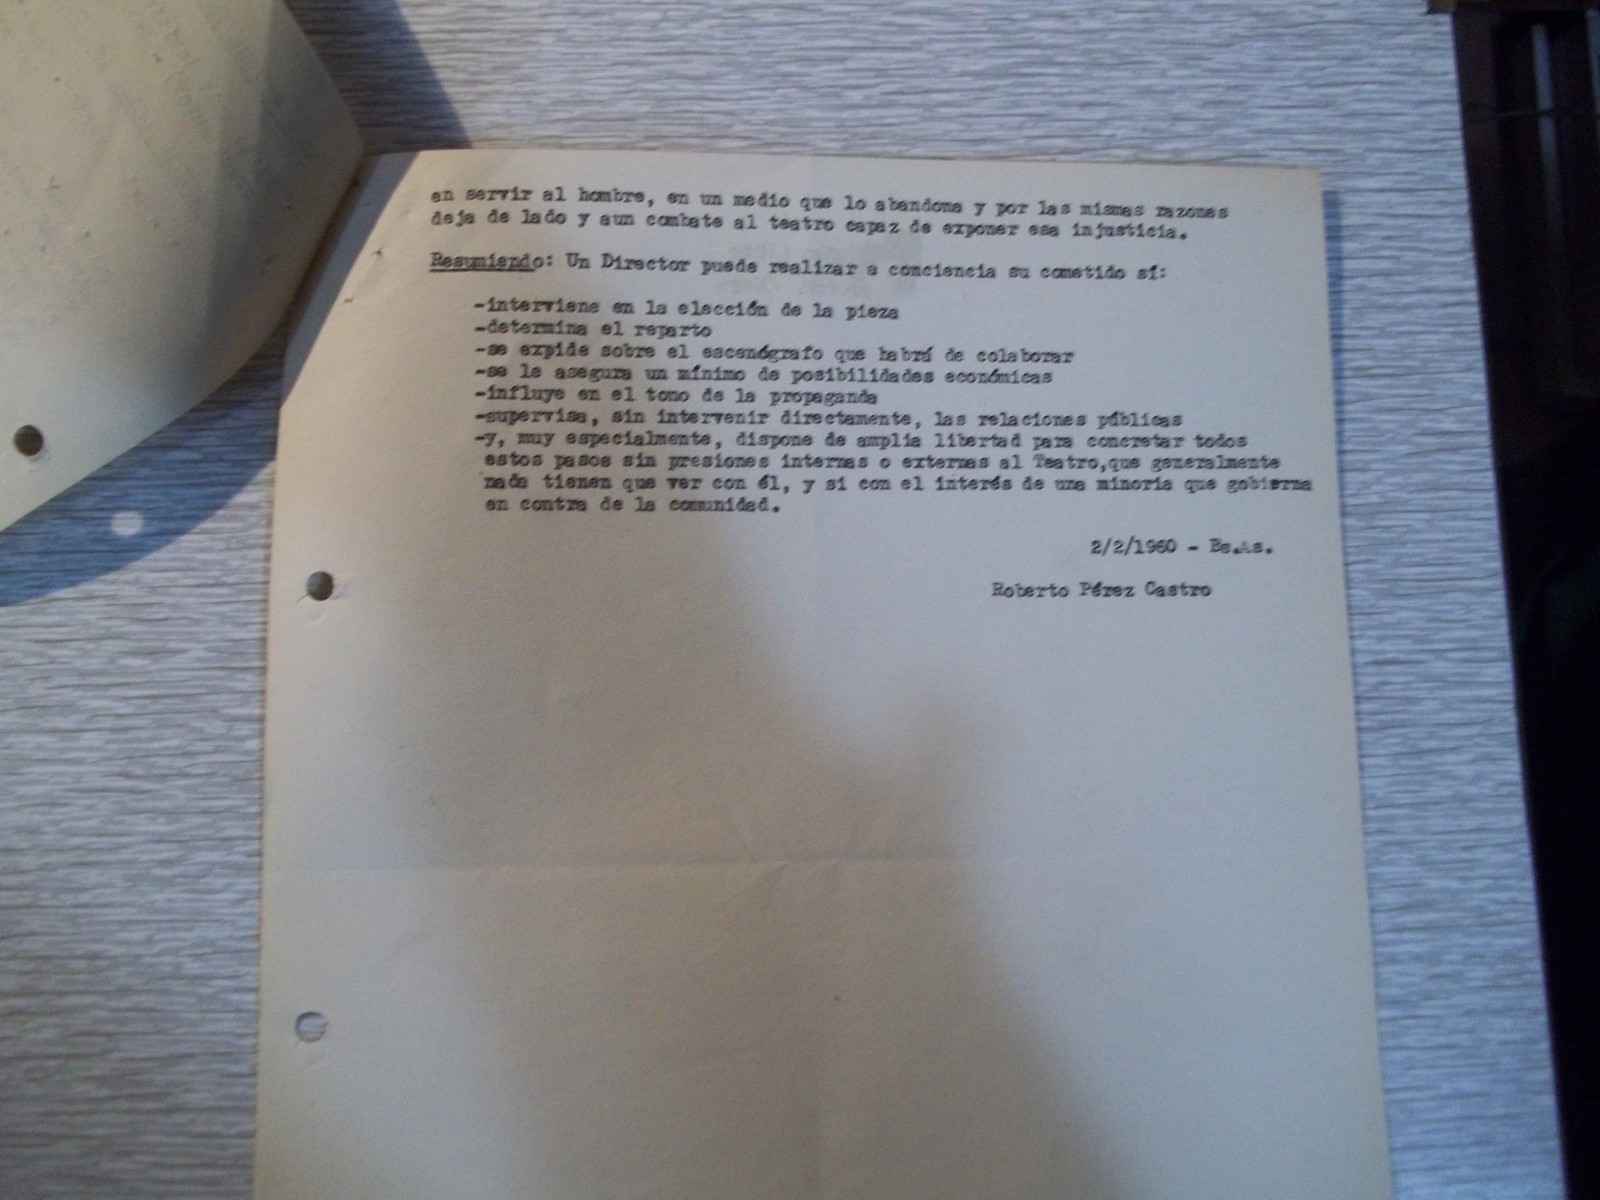 en servir al hombre, en un medio que lo abandona y por las mismas razones
deja de lado y aun combate al teatro capaz de exponer esa injusticia.
Resumiendo: Un Director puede realizar a conciencia su cometido sí:
-interviene en la elección de la pieza
-determina el reparto
-se expide sobre el escenógrafo que habrá de colaborar
-se le asegura un mínimo de posibilidades económicas
-influye en el tono de la propaganda
-supervisa, sin intervenir directamente, las relaciones públicas
-y, muy especialmente, dispone de amplia libertad para concretar todos
estos pasos sin presiones internas o externas al Teatro,que generalmente
nada tienen que ver con él, y si con el interés de una minoría que gobierna
en contra de la comunidad.
2/2/1960 - Bs.As.
Roberto Pérez Castro